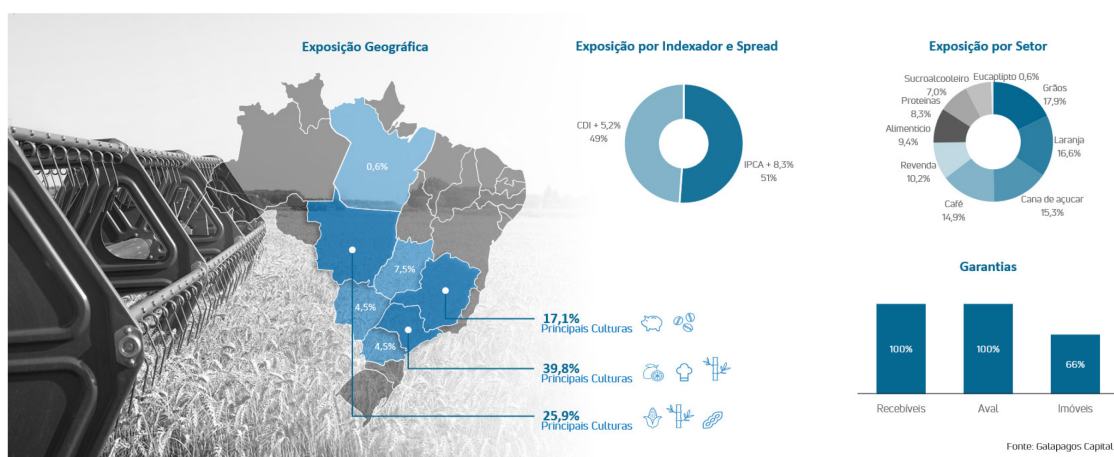 Exposição Geográfica
0,6%
7,5%
4,5%
4,5%
17,1%
Principais Culturas
39,8%
Principais Culturas
25,9%
Principais Culturas
Exposição por Indexador e Spread
CDI + 5,2%
49%
IPCA + 8,3%
51%
Exposição por Setor
Sucroalcooleiro
7,0%
Eucaplipto 0,6%
Grãos
17,9%
Proteínas
8,3%
Laranja
16,6%
Alimentício
9,4%
Revenda
10,2%
Cana de açucar
15,3%
Café
14,9%
Garantias
100%
100%
66%
Recebíveis
Aval
Imóveis
Fonte: Galapagos Capital